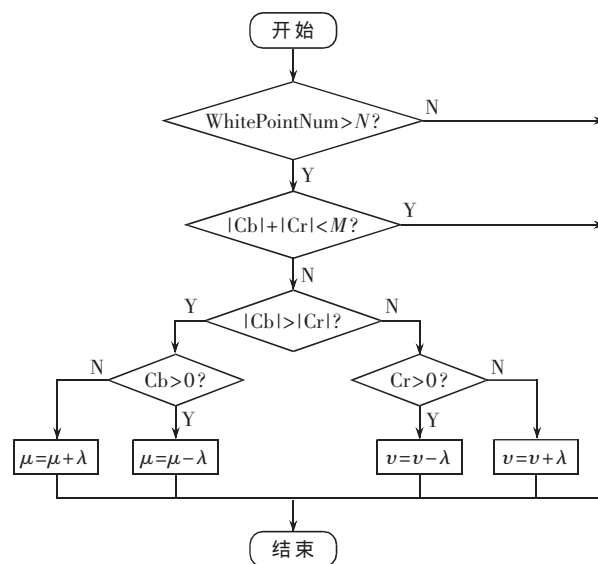 开始
WhitePointNum>N?
N
Y
|Cb|+|Cr|<M?
Y
N
|Cb|>|Cr|?
Y
N
Cb>0?
N
Y
Cr>0?
N
Y
μ=μ+λ
μ=μ-λ
υ=υ-λ
υ=υ+λ
结束